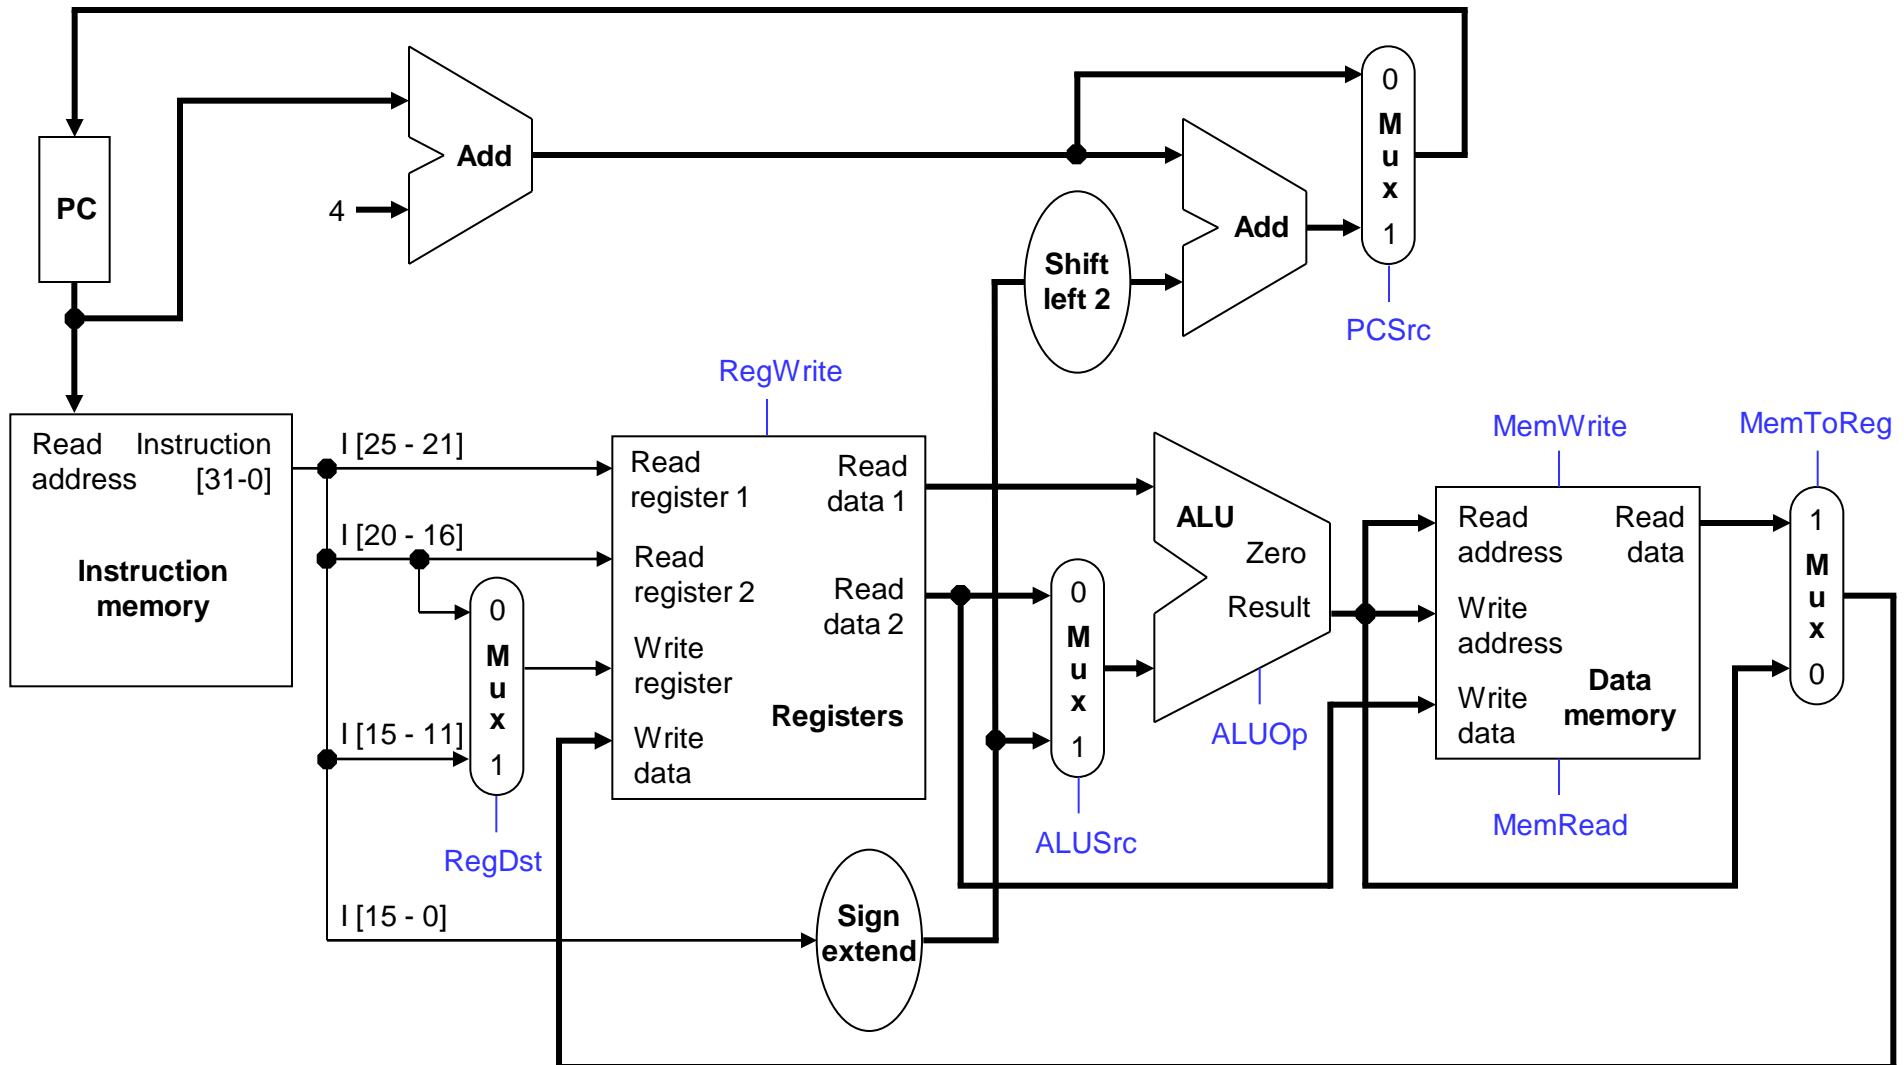 PC
4
Add
Shift
left 2
Add
0
M
u
x
1
PCSrc
RegWrite
Read Instruction
address [31-0]
Instruction
memory
I [25 - 21]
I [20 - 16]
I [15 - 11]
I [15 - 0]
0
M
u
x
1
RegDst
Read
register 1
Read
register 2
Write
register
Write
data
Read
data 1
Read
data 2
Registers
Sign
extend
0
M
u
x
1
ALUSrc
ALU
Zero
Result
ALUOp
MemWrite
Read
address
Write
address
Write
data
Read
data
Data
memory
MemRead
MemToReg
1
M
u
x
0